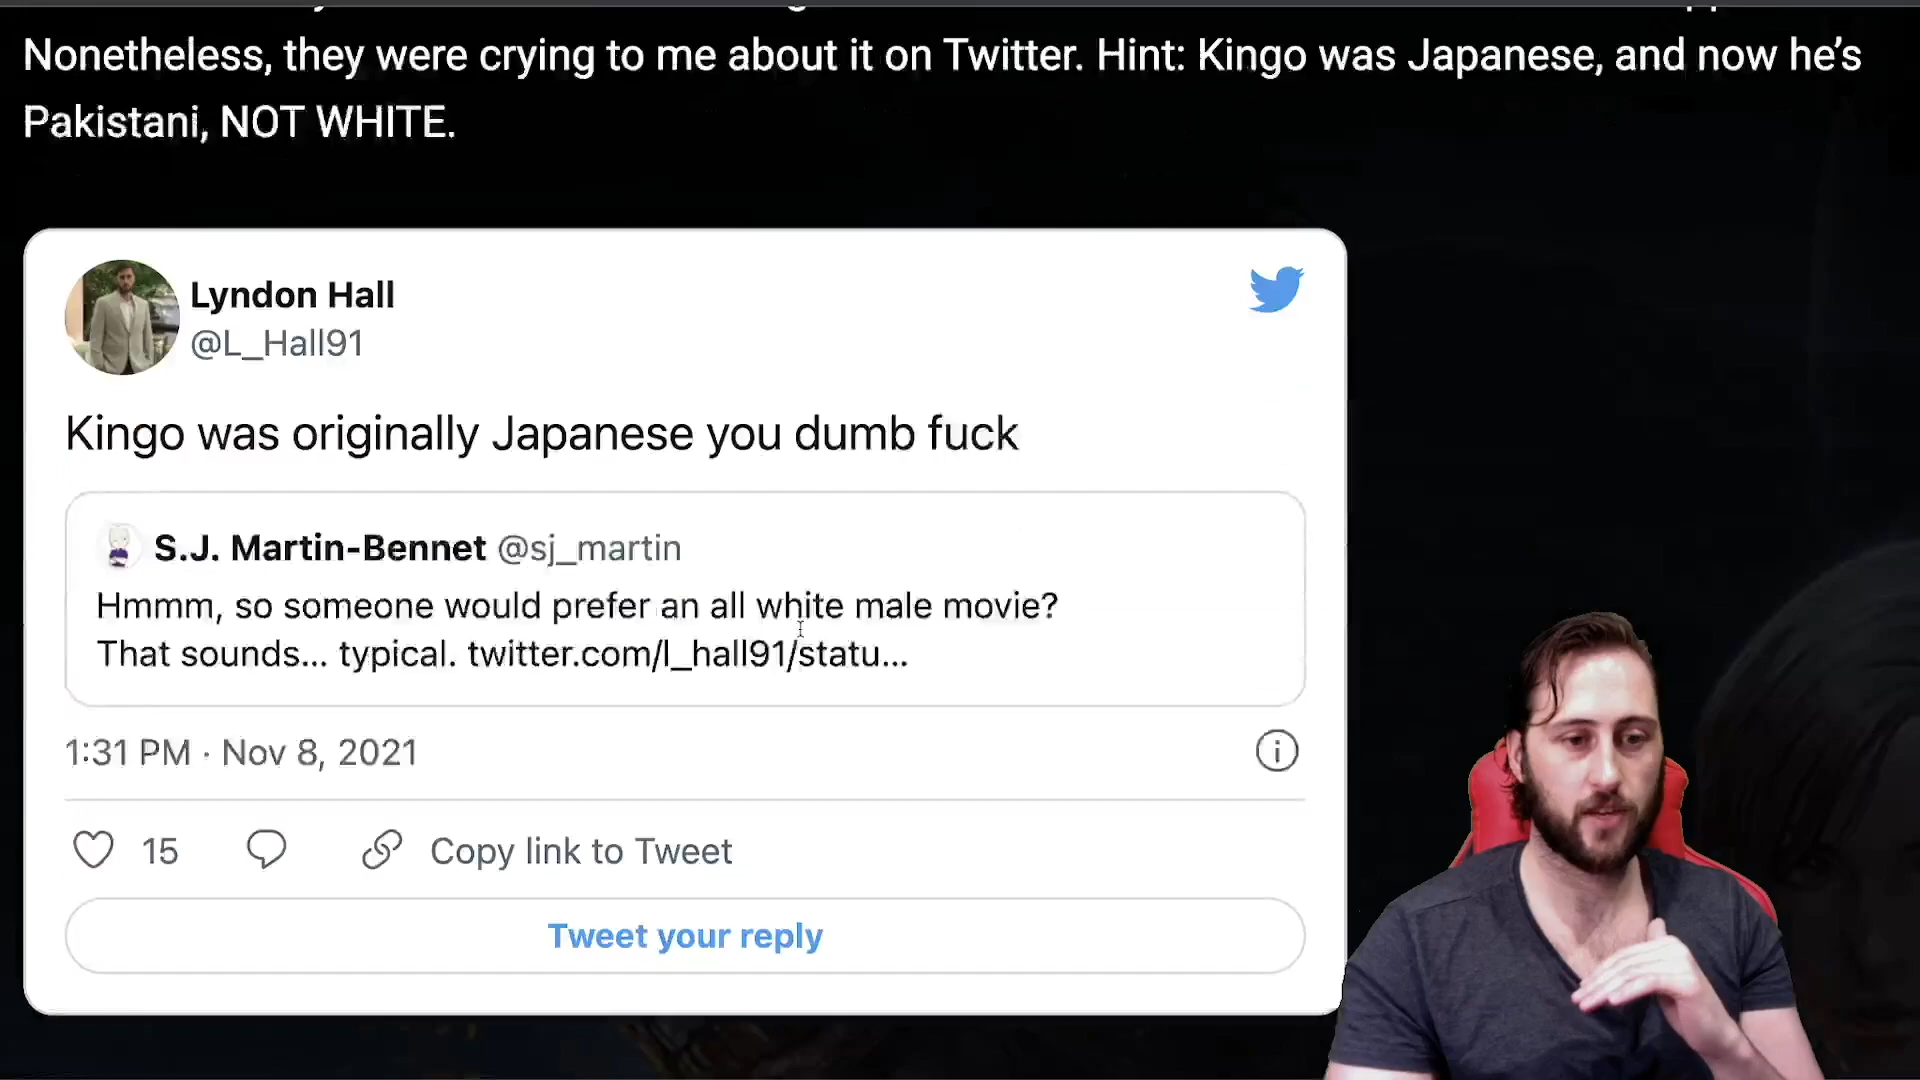 Nonetheless, they were crying to me about it on Twitter. Hint: Kingo was Japanese, and now he’s
Pakistani, NOT WHITE.
Lyndon Hall
@L_Hall91
Kingo was originally Japanese you dumb fuck
S.J. Martin-Bennet @sj_martin
Hmmm, so someone would prefer an all white male movie?
That sounds... typical. twitter.com/l_hall91/statu...
1:31 PM · Nov 8, 2021
15
Copy link to Tweet
Tweet your reply